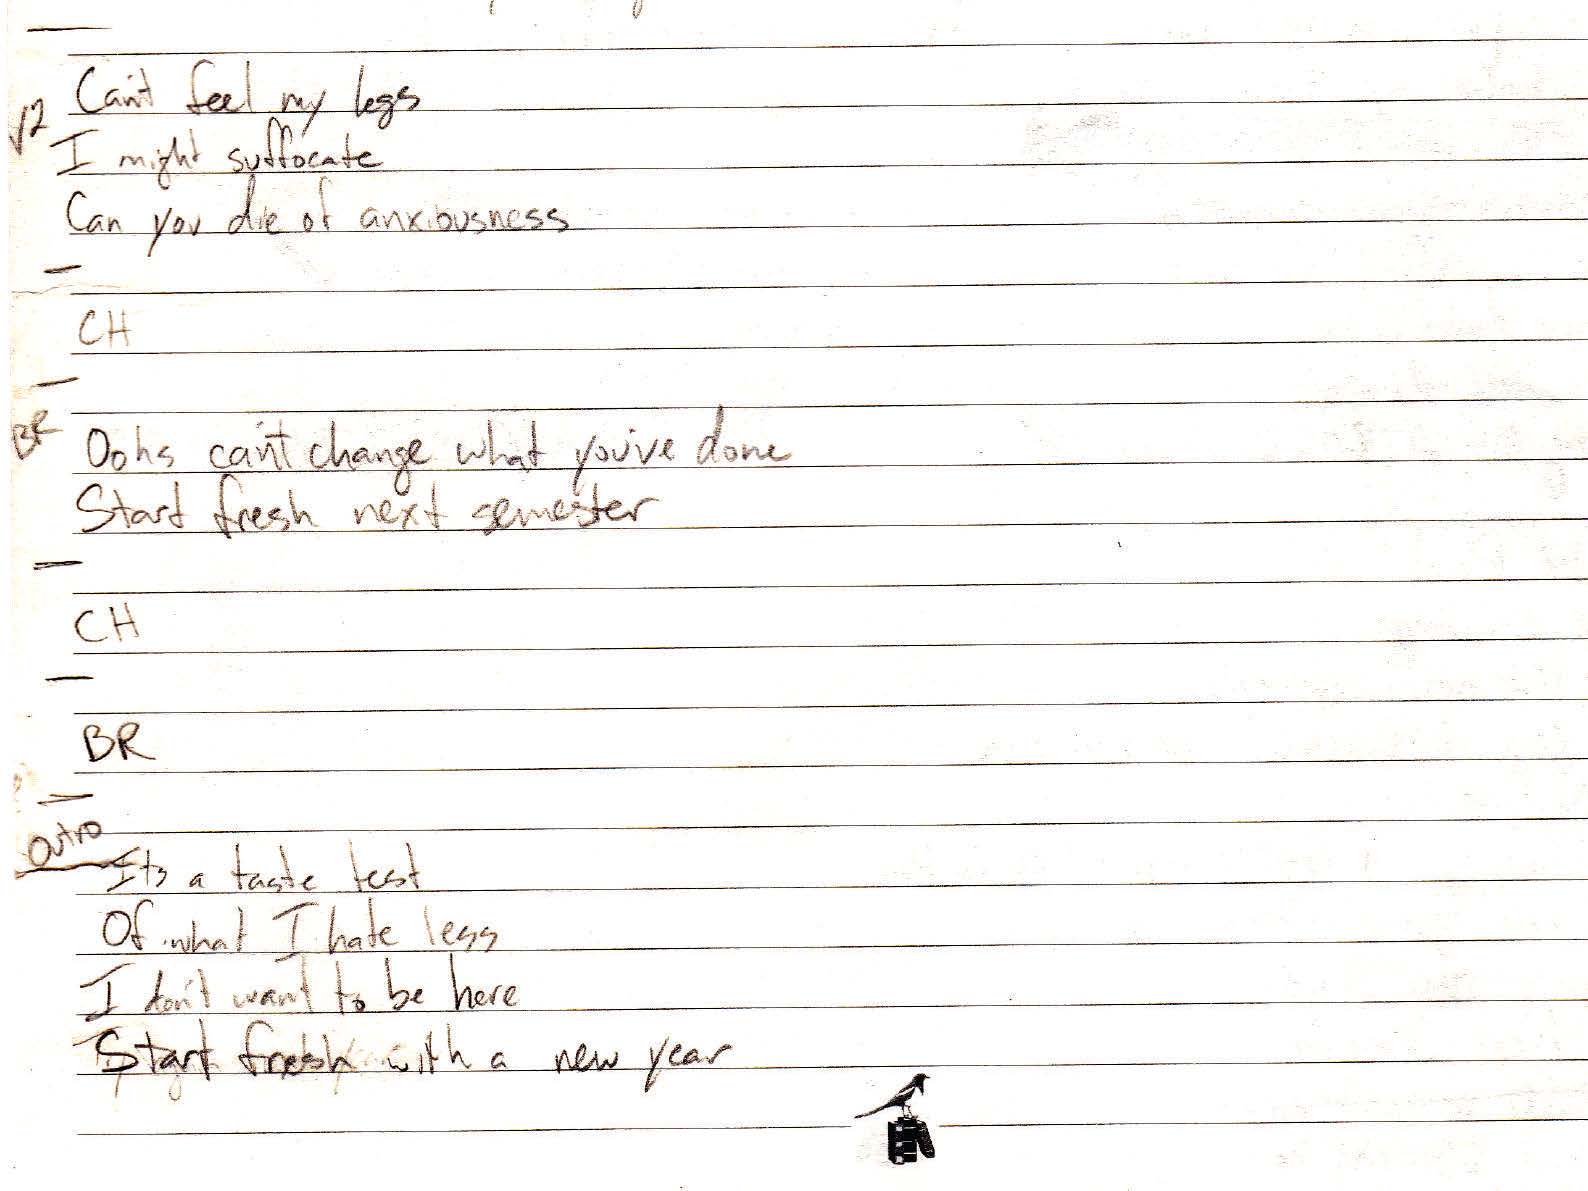 V2 Can't feel my legs
I might suffocate
Can you die of anxiousness
CH
BR Oohs can't change what you've done
Start fresh next semester
CH
BR
Outro
Its a taste test
Of what I hate less
I don't want to be here
Start fresh with a new year